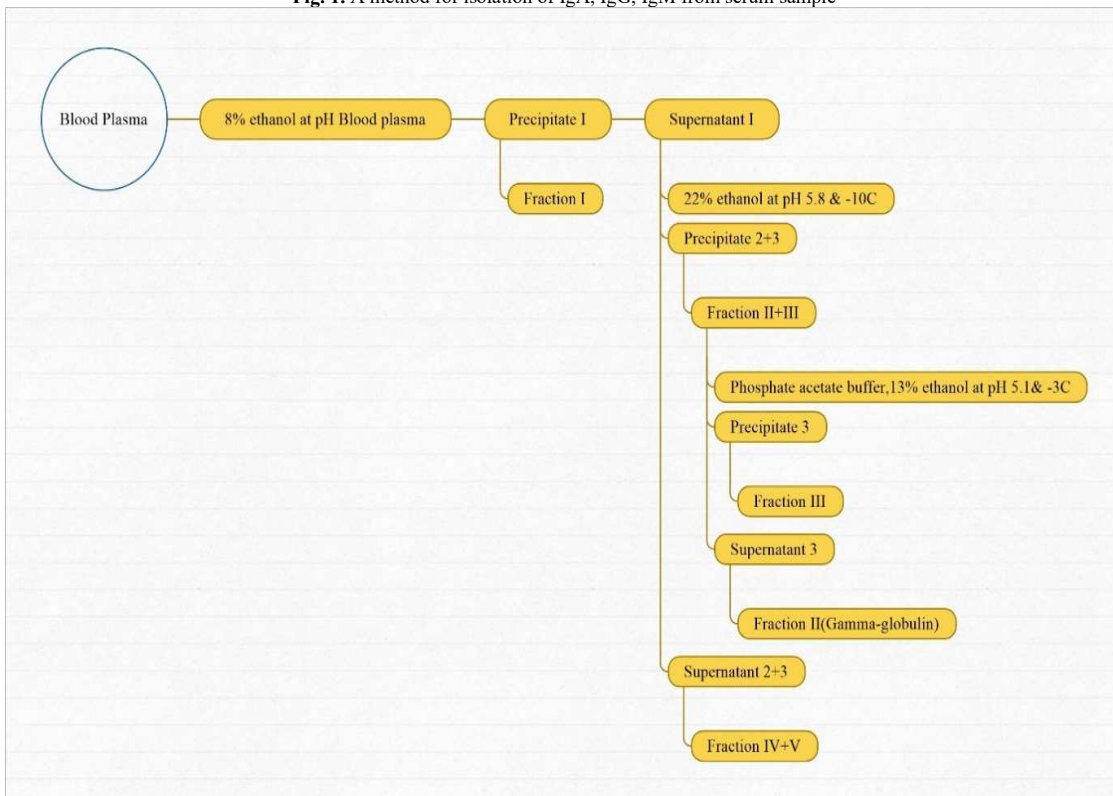 Fig. 1. A method for isolation of IgA, IgG, IgM from serum sample
Blood Plasma
8% ethanol at pH Blood plasma
Precipitate I
Supernatant I
Fraction I
22% ethanol at pH 5.8 & -10C
Precipitate 2+3
Fraction II+III
Phosphate acetate buffer,13% ethanol at pH 5.1& -3C
Precipitate 3
Fraction III
Supernatant 3
Fraction II(Gamma-globulin)
Supernatant 2+3
Fraction IV+V